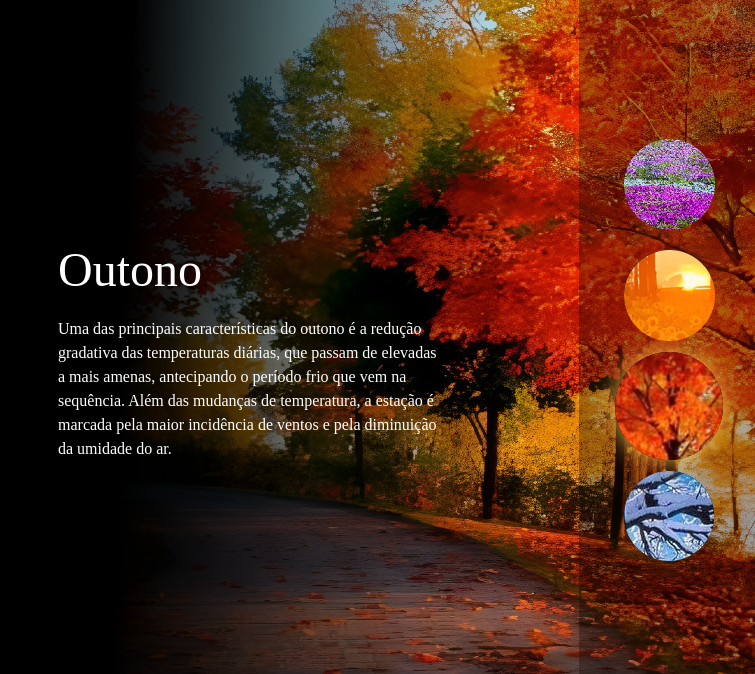 Outono
Uma das principais características do outono é a redução
gradativa das temperaturas diárias, que passam de elevadas
a mais amenas, antecipando o período frio que vem na
sequência. Além das mudanças de temperatura, a estação é
marcada pela maior incidência de ventos e pela diminuição
da umidade do ar.